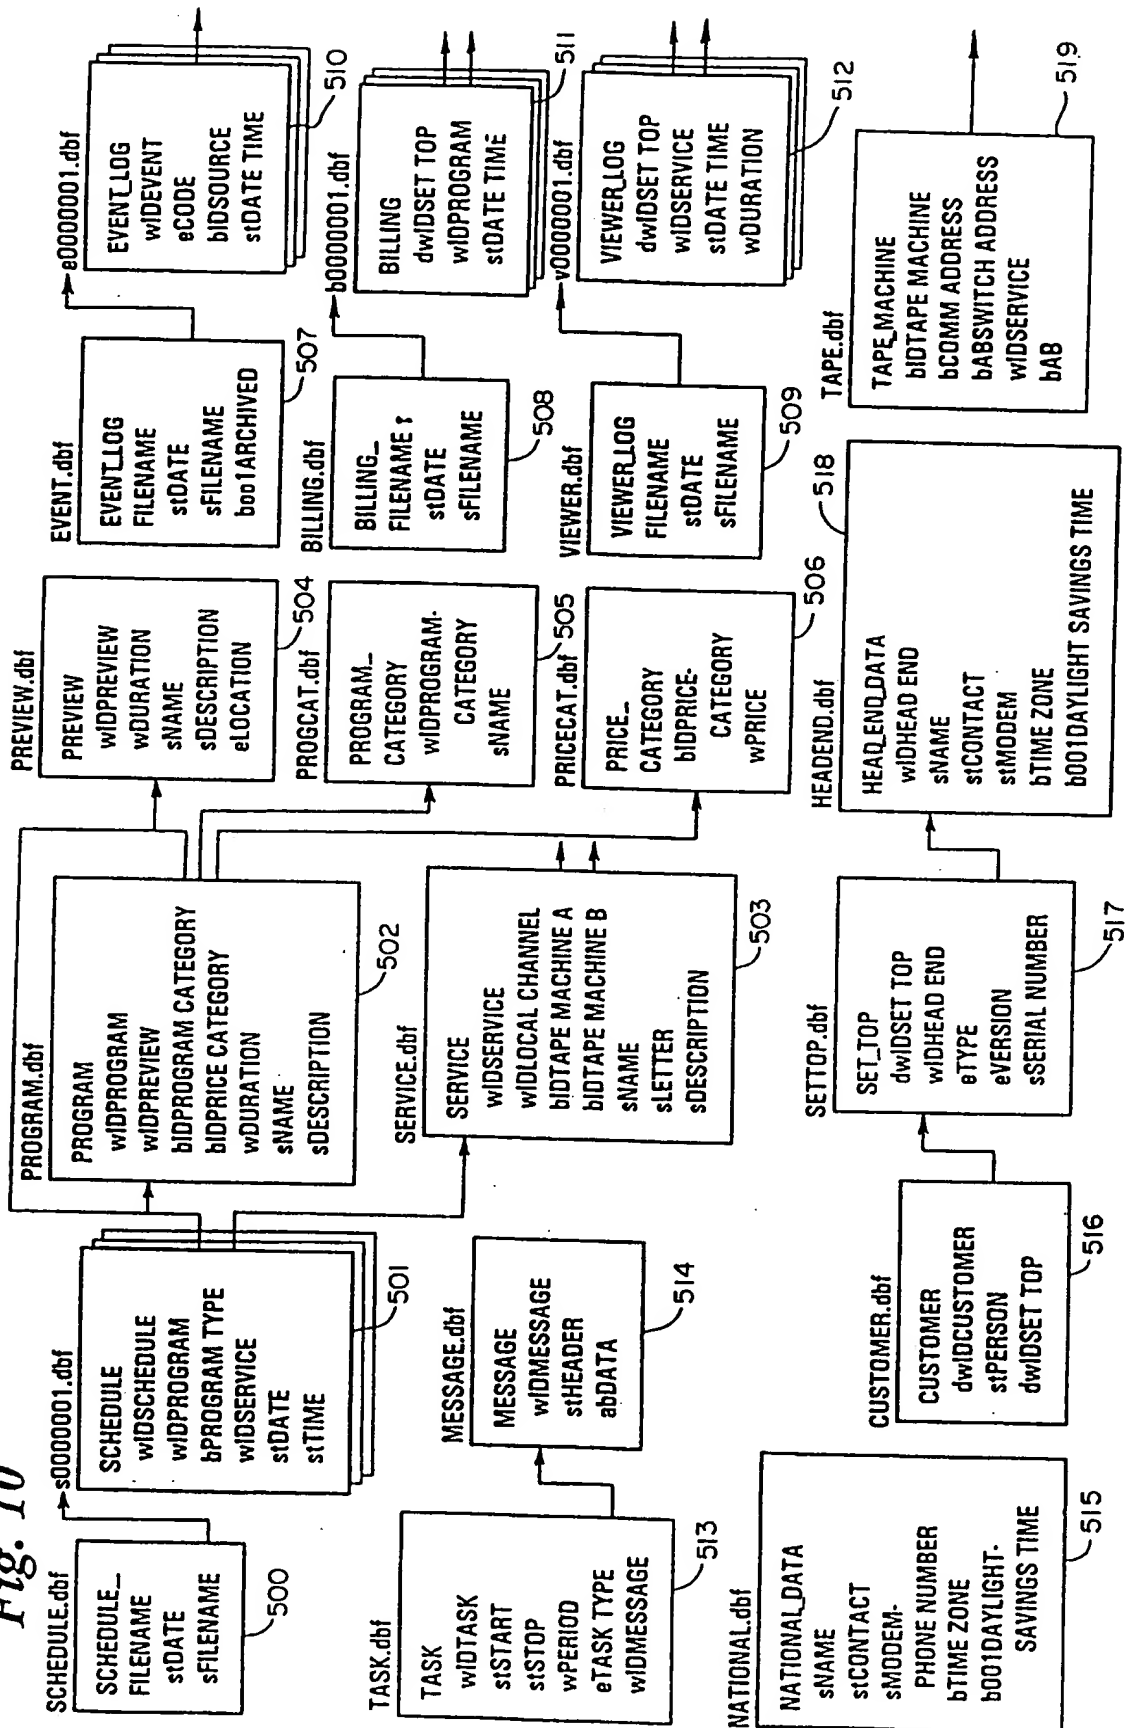 Fig. 10
SCHEDULE.dbf
SCHEDULE_
FILENAME
stDATE
sFILENAME
500
s0000001.dbf
SCHEDULE
wIDSCHEDULE
wIDPROGRAM
bPROGRAM TYPE
wIDSERVICE
stDATE
stTIME
501
PROGRAM.dbf
PROGRAM
wIDPROGRAM
wIDPREVIEW
bIDPROGRAM CATEGORY
bIDPRICE CATEGORY
wDURATION
sNAME
sDESCRIPTION
502
SERVICE.dbf
SERVICE
wIDSERVICE
wIDLOCAL CHANNEL
bIDTAPE MACHINE A
bIDTAPE MACHINE B
sNAME
sLETTER
sDESCRIPTION
503
PREVIEW.dbf
PREVIEW
wIDPREVIEW
wDURATION
sNAME
sDESCRIPTION
eLOCATION
504
PROGCAT.dbf
PROGRAM_
CATEGORY
wIDPROGRAM-
CATEGORY
sNAME
505
PRICECAT.dbf
PRICE_
CATEGORY
bIDPRICE-
CATEGORY
wPRICE
506
EVENT.dbf
EVENT_LOG
FILENAME
stDATE
sFILENAME
boo1ARCHIVED
507
BILLING.dbf
BILLING_
FILENAME r
stDATE
sFILENAME
508
VIEWER.dbf
VIEWER_LOG
FILENAME
stDATE
sFILENAME
509
e0000001.dbf
EVENT_LOG
wIDEVENT
eCODE
bIDSOURCE
stDATE TIME
510
b0000001.dbf
BILLING
dwIDSET TOP
wIDPROGRAM
stDATE TIME
511
v0000001.dbf
VIEWER_LOG
dwIDSET TOP
wIDSERVICE
stDATE TIME
wDURATION
512
TASK.dbf
TASK
wIDTASK
stSTART
stSTOP
wPERIOD
eTASK TYPE
wIDMESSAGE
513
MESSAGE.dbf
MESSAGE
wIDMESSAGE
stHEADER
abDATA
514
NATIONAL.dbf
NATIONAL_DATA
sNAME
stCONTACT
sMODEM-
PHONE NUMBER
bTIME ZONE
b001DAYLIGHT-
SAVINGS TIME
515
CUSTOMER.dbf
CUSTOMER
dwIDCUSTOMER
stPERSON
dwIDSET TOP
516
SETTOP.dbf
SET_TOP
dwIDSET TOP
wIDHEAD END
eTYPE
eVERSION
sSERIAL NUMBER
517
HEADEND.dbf
HEAD_END_DATA
wIDHEAD END
sNAME
stCONTACT
stMODEM
bTIME ZONE
b001DAYLIGHT SAVINGS TIME
518
TAPE.dbf
TAPE_MACHINE
bIDTAPE MACHINE
bCOMM ADDRESS
bABSWITCH ADDRESS
wIDSERVICE
bAB
519